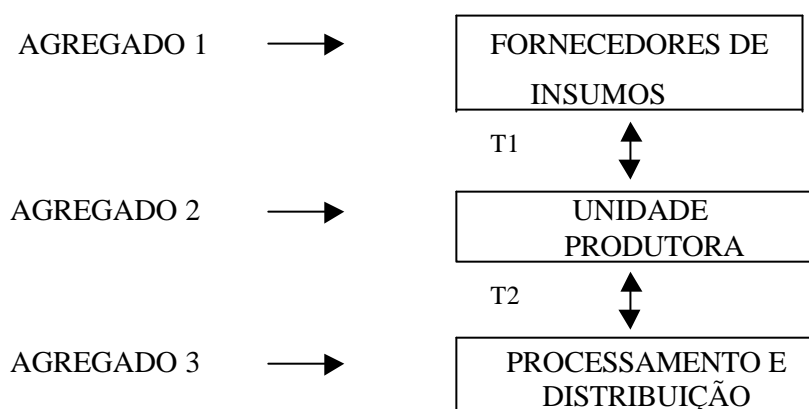 AGREGADO 1
FORNECEDORES DE
INSUMOS
T1
AGREGADO 2
UNIDADE
PRODUTORA
T2
AGREGADO 3
PROCESSAMENTO E
DISTRIBUIÇÃO